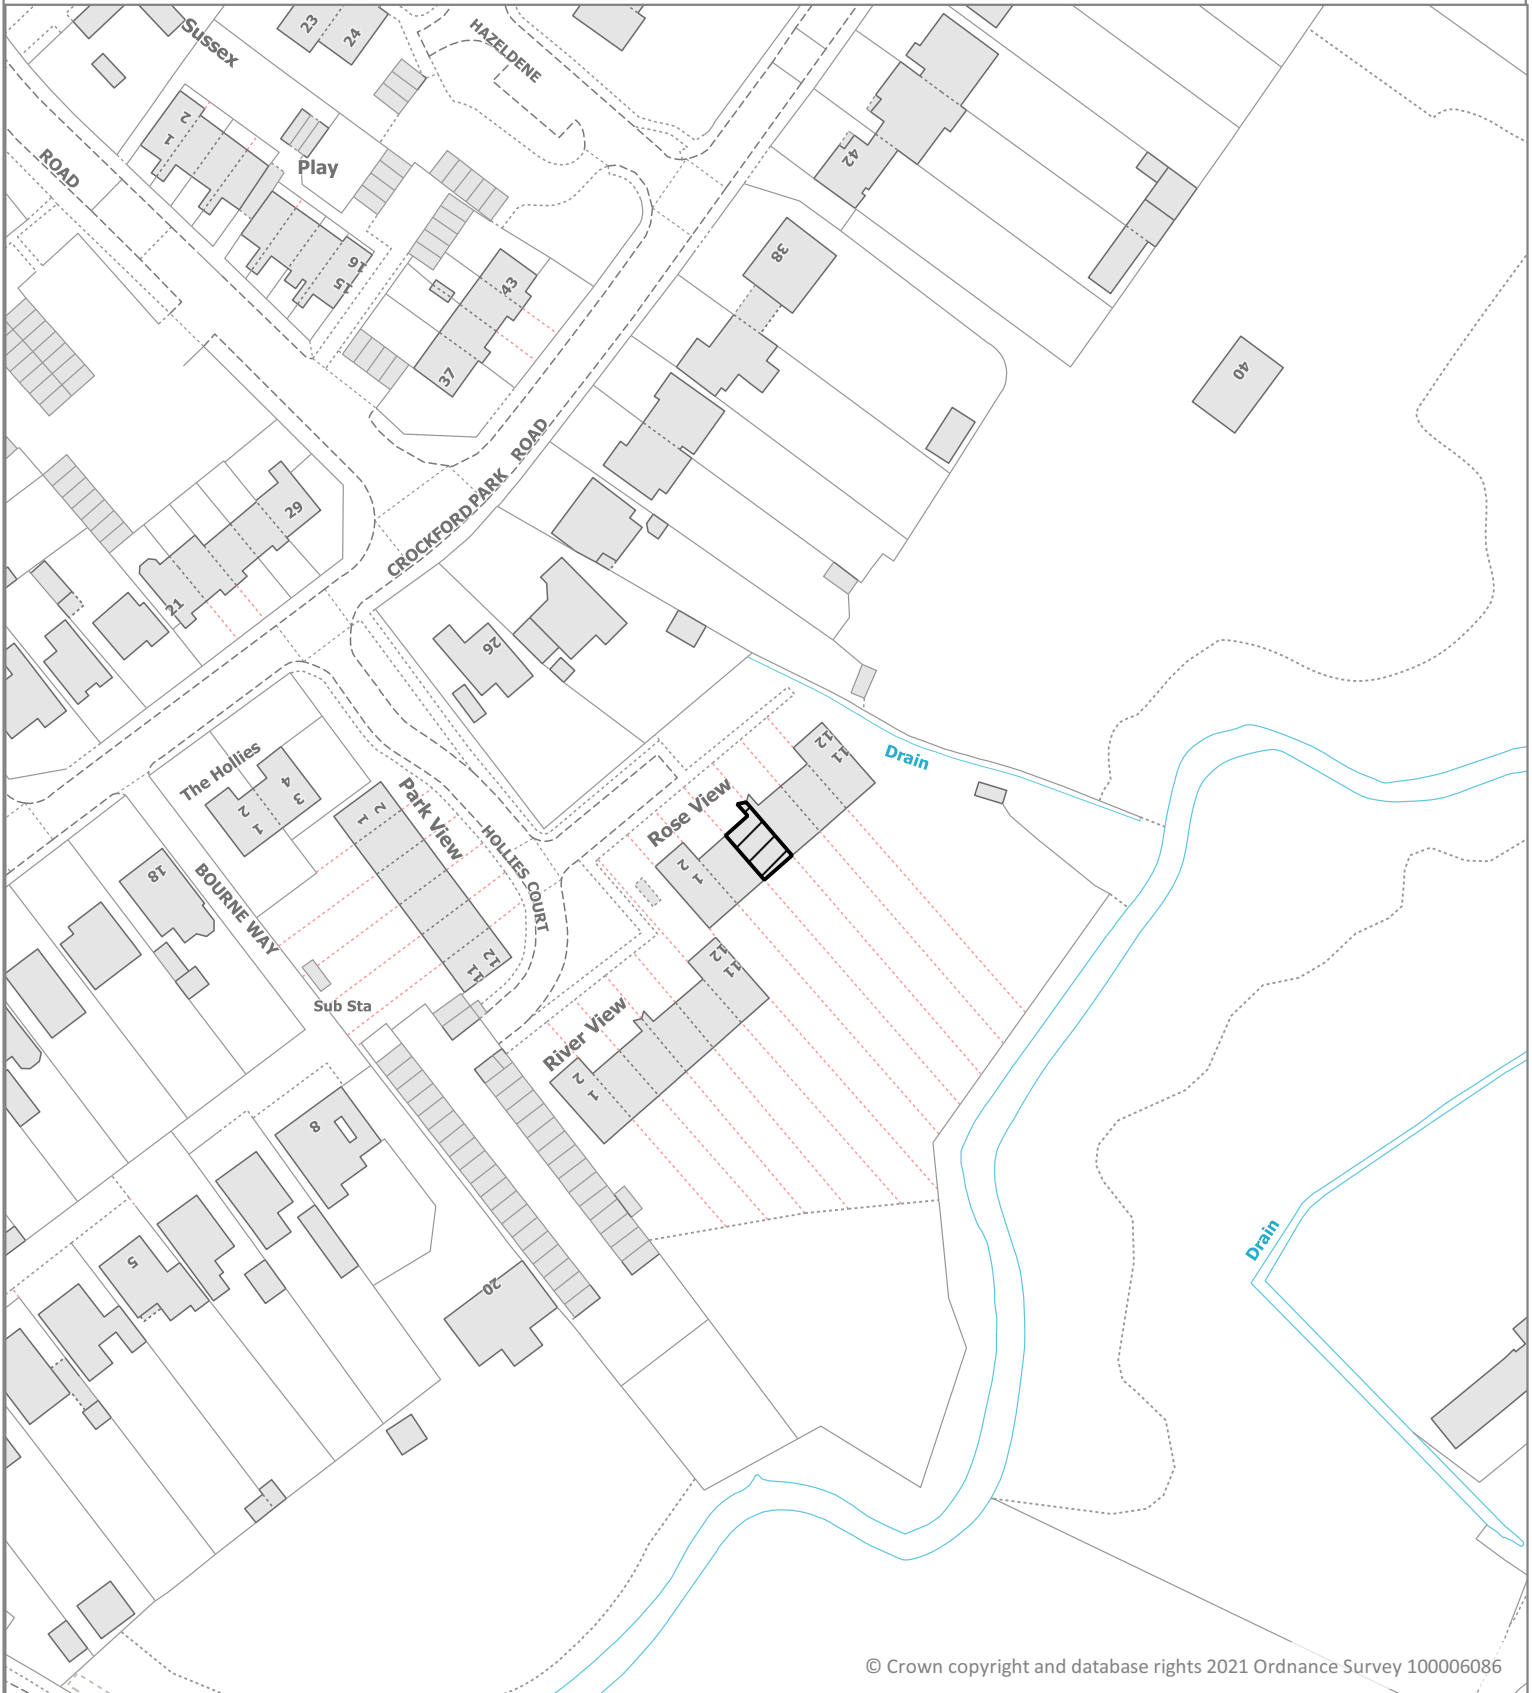 Sussex
23
24
HAZELDENE
2
1
ROAD
Play
42
38
16
15
43
37
40
CROCKFORD PARK ROAD
29
21
26
The Hollies
4
3
2
1
2
1
Park View
HOLLIES COURT
Rose View
12
11
2
1
Drain
18
BOURNE WAY
12
11
12
11
Sub Sta
River View
2
1
8
5
20
Drain
© Crown copyright and database rights 2021 Ordnance Survey 100006086